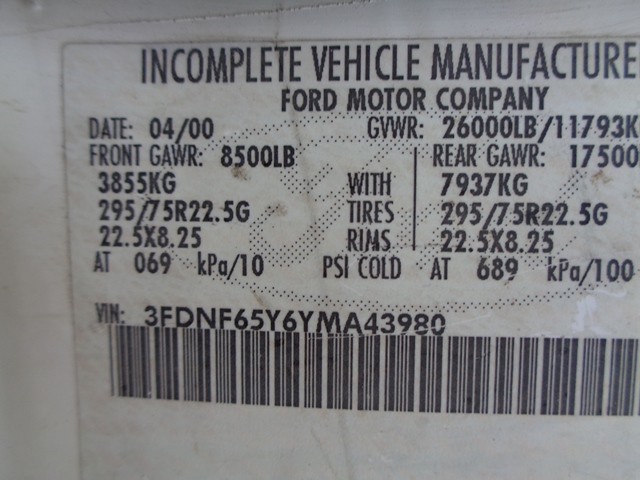 INCOMPLETE VEHICLE MANUFACTURE
FORD MOTOR COMPANY
DATE: 04/00 GVWR: 26000LB/11793K
FRONT GAWR: 8500LB REAR GAWR: 17500
3855KG WITH 7937KG
295/75R22.5G TIRES 295/75R22.5G
22.5X8.25 RIMS 22.5X8.25
AT 069 kPa/10 PSI COLD AT 689 kPa/100
VIN: 3FDNF65Y6YMA43980